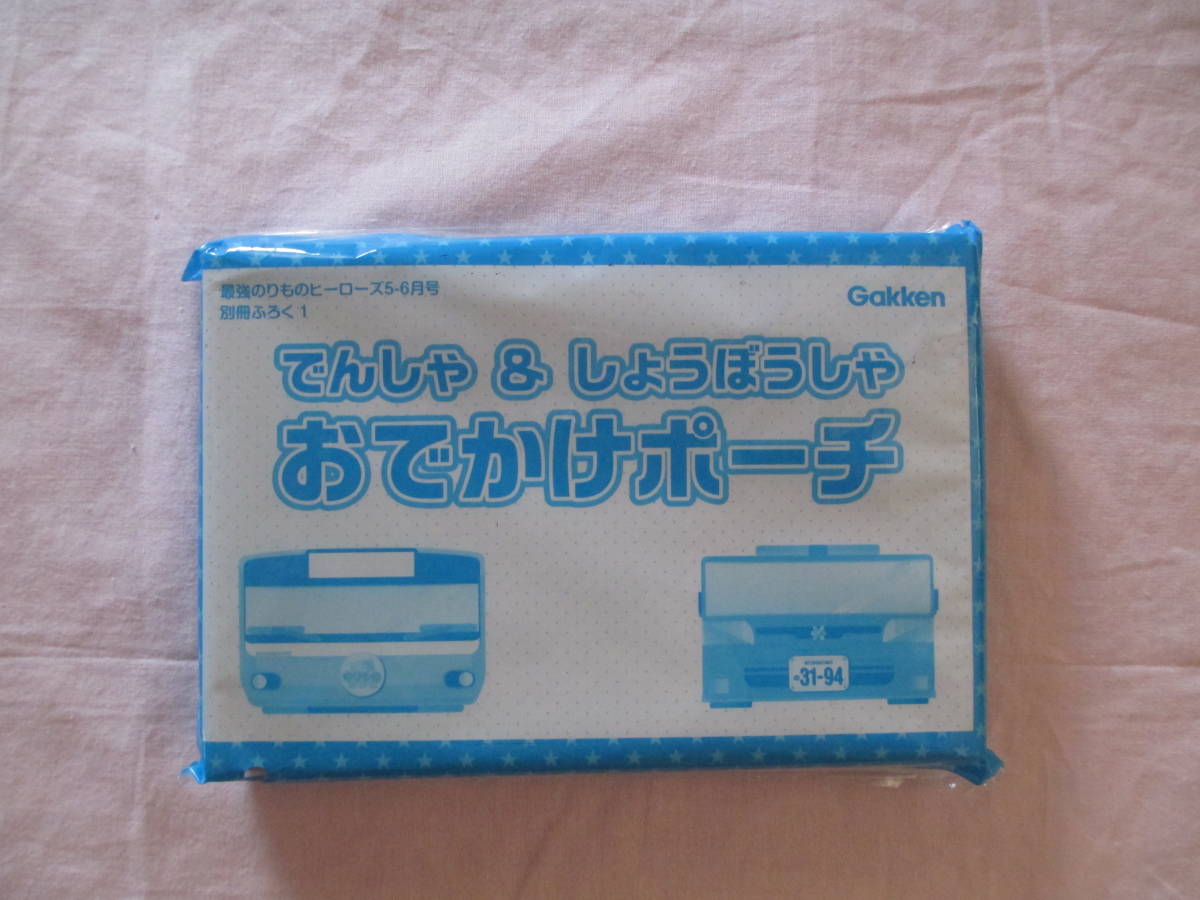 最強のりものヒーローズ5-6月号
別冊ふろく1
Gakken
でんしゃ & しょうぼうしゃ
おでかけポーチ
31-94